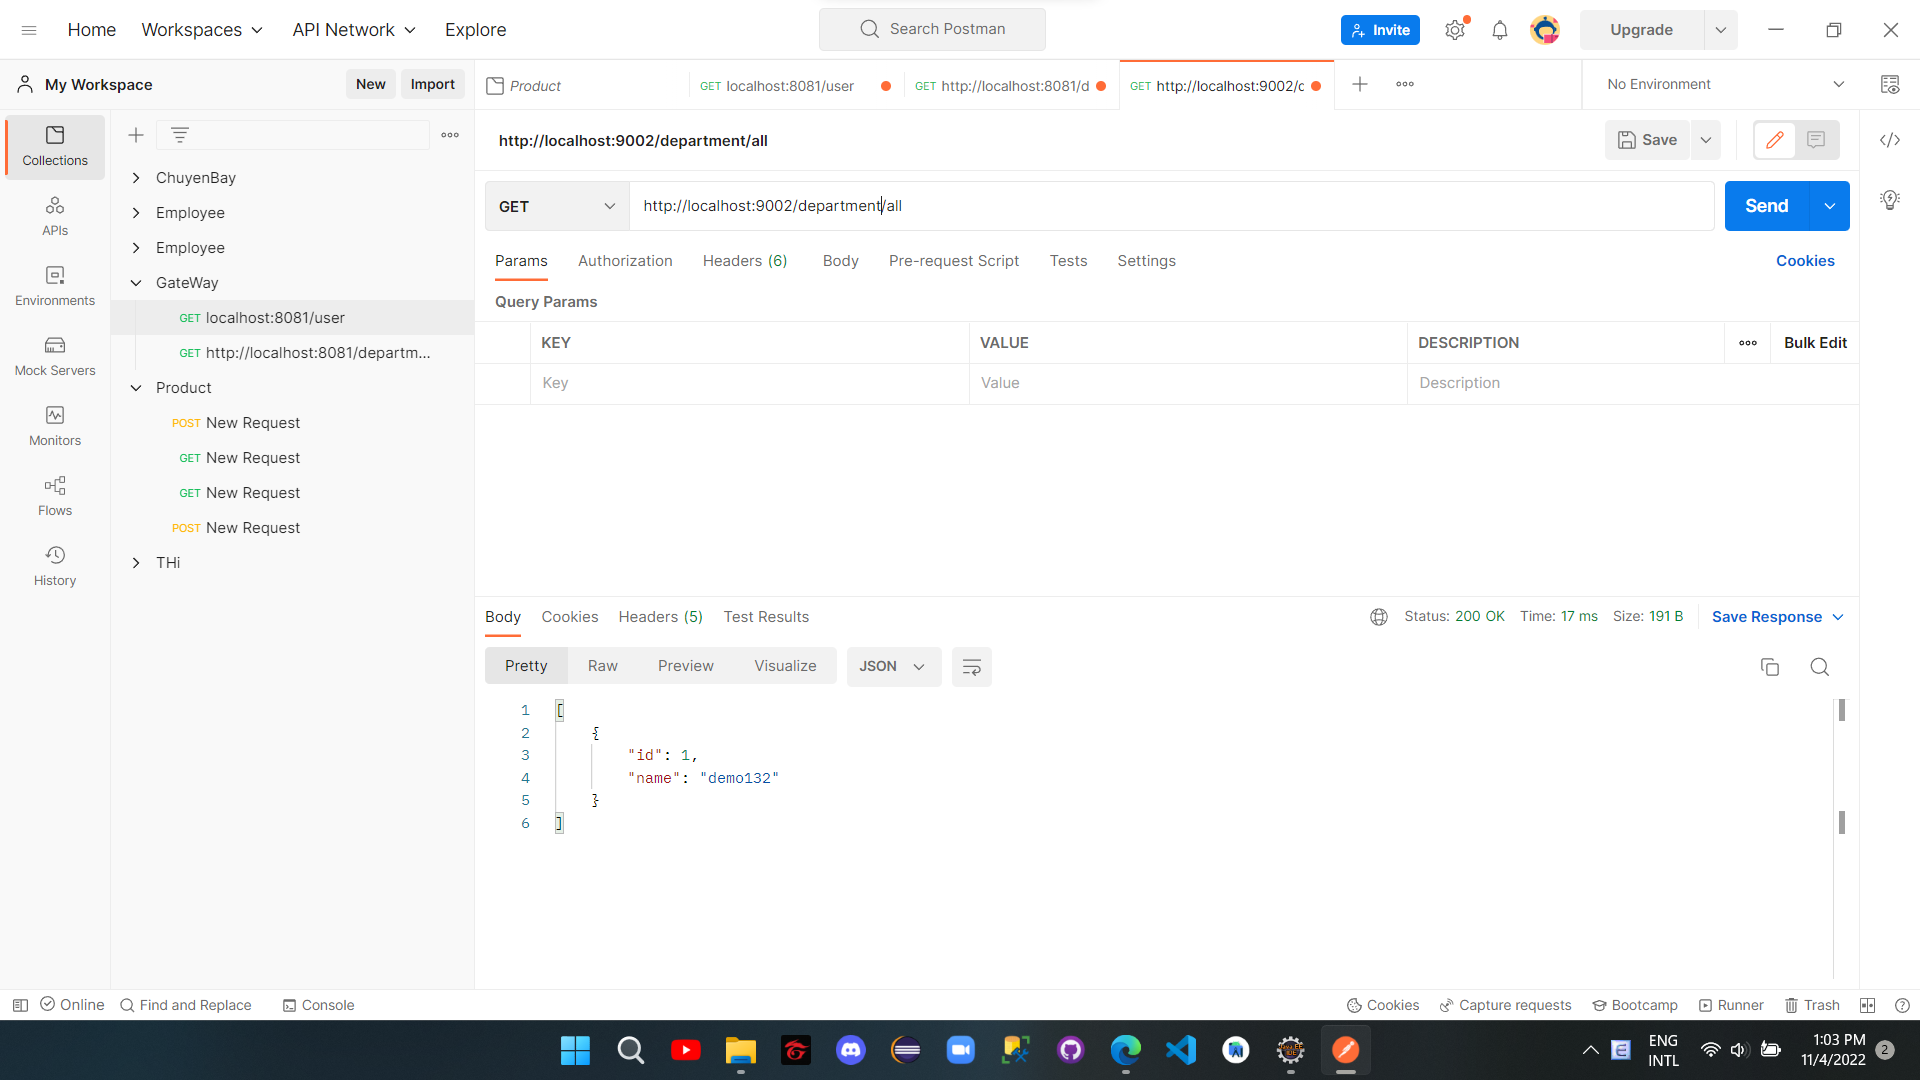 Home
Workspaces
API Network
Explore
Search Postman
Invite
Upgrade
My Workspace
New
Import
Product
GET localhost:8081/user
GET http://localhost:8081/d
GET http://localhost:9002/c
No Environment
Collections
APIs
Environments
Mock Servers
Monitors
Flows
History
ChuyenBay
Employee
Employee
GateWay
GET localhost:8081/user
GET http://localhost:8081/departm...
Product
POST New Request
GET New Request
GET New Request
POST New Request
THi
http://localhost:9002/department/all
Save
GET
http://localhost:9002/department/all
Send
Params
Authorization
Headers (6)
Body
Pre-request Script
Tests
Settings
Cookies
Query Params
KEY
VALUE
DESCRIPTION
Bulk Edit
Key
Value
Description
Body
Cookies
Headers (5)
Test Results
Status: 200 OK
Time: 17 ms
Size: 191 B
Save Response
Pretty
Raw
Preview
Visualize
JSON
1 [
2 {
3 "id": 1,
4 "name": "demo132"
5 }
6 ]
Online
Find and Replace
Console
Cookies
Capture requests
Bootcamp
Runner
Trash
ENG
INTL
1:03 PM
11/4/2022
2